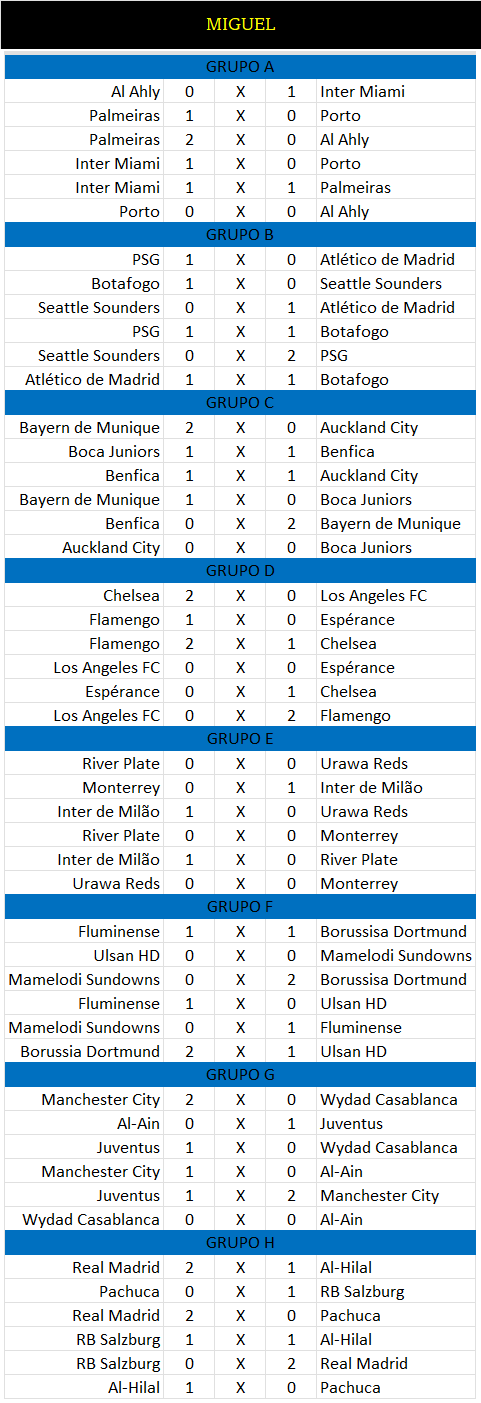 MIGUEL
GRUPO A
Al Ahly 0 X 1 Inter Miami
Palmeiras 1 X 0 Porto
Palmeiras 2 X 0 Al Ahly
Inter Miami 1 X 0 Porto
Inter Miami 1 X 1 Palmeiras
Porto 0 X 0 Al Ahly
GRUPO B
PSG 1 X 0 Atlético de Madrid
Botafogo 1 X 0 Seattle Sounders
Seattle Sounders 0 X 1 Atlético de Madrid
PSG 1 X 1 Botafogo
Seattle Sounders 0 X 2 PSG
Atlético de Madrid 1 X 1 Botafogo
GRUPO C
Bayern de Munique 2 X 0 Auckland City
Boca Juniors 1 X 1 Benfica
Benfica 1 X 1 Auckland City
Bayern de Munique 1 X 0 Boca Juniors
Benfica 0 X 2 Bayern de Munique
Auckland City 0 X 0 Boca Juniors
GRUPO D
Chelsea 2 X 0 Los Angeles FC
Flamengo 1 X 0 Espérance
Flamengo 2 X 1 Chelsea
Los Angeles FC 0 X 0 Espérance
Espérance 0 X 1 Chelsea
Los Angeles FC 0 X 2 Flamengo
GRUPO E
River Plate 0 X 0 Urawa Reds
Monterrey 0 X 1 Inter de Milão
Inter de Milão 1 X 0 Urawa Reds
River Plate 0 X 0 Monterrey
Inter de Milão 1 X 0 River Plate
Urawa Reds 0 X 0 Monterrey
GRUPO F
Fluminense 1 X 1 Borussisa Dortmund
Ulsan HD 0 X 0 Mamelodi Sundowns
Mamelodi Sundowns 0 X 2 Borussisa Dortmund
Fluminense 1 X 0 Ulsan HD
Mamelodi Sundowns 0 X 1 Fluminense
Borussia Dortmund 2 X 1 Ulsan HD
GRUPO G
Manchester City 2 X 0 Wydad Casablanca
Al-Ain 0 X 1 Juventus
Juventus 1 X 0 Wydad Casablanca
Manchester City 1 X 0 Al-Ain
Juventus 1 X 2 Manchester City
Wydad Casablanca 0 X 0 Al-Ain
GRUPO H
Real Madrid 2 X 1 Al-Hilal
Pachuca 0 X 1 RB Salzburg
Real Madrid 2 X 0 Pachuca
RB Salzburg 1 X 1 Al-Hilal
RB Salzburg 0 X 2 Real Madrid
Al-Hilal 1 X 0 Pachuca